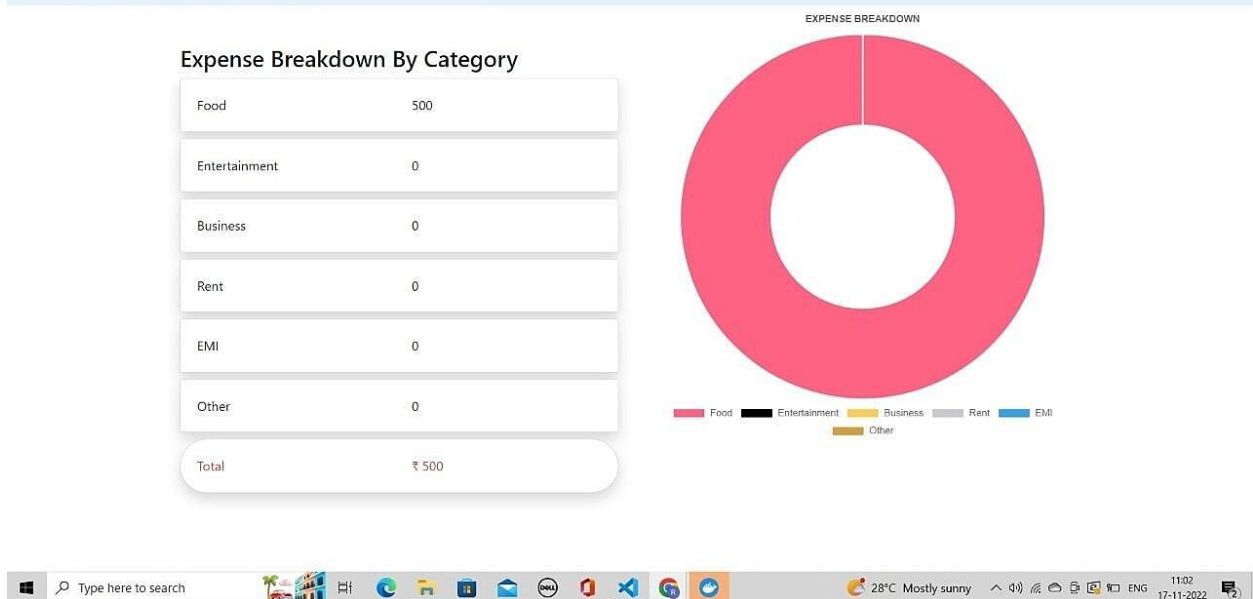 EXPENSE BREAKDOWN
Expense Breakdown By Category
Food 500
Entertainment 0
Business 0
Rent 0
EMI 0
Other 0
Total ₹ 500
Food Entertainment Business Rent EMI
Other
Type here to search
DELL
R
28°C Mostly sunny
ENG
11:02
17-11-2022
2